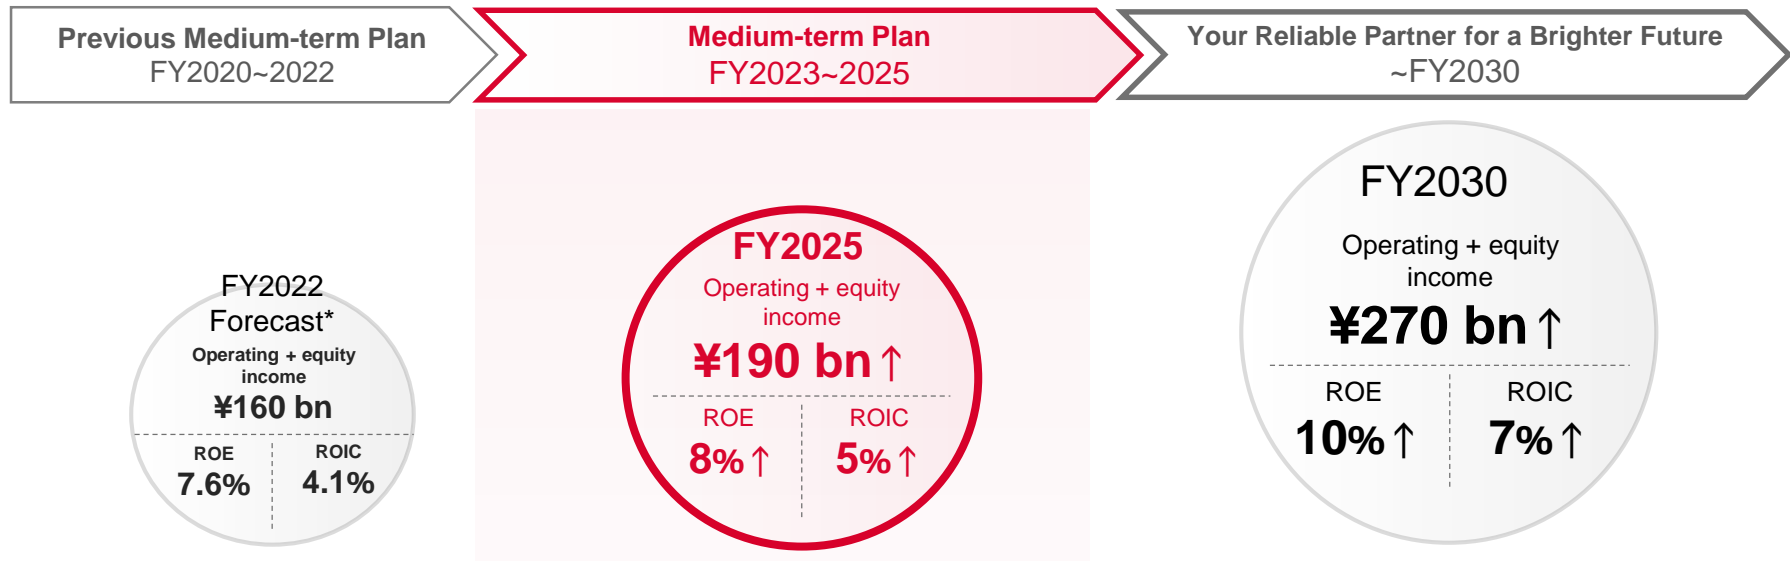 Previous Medium-term Plan
FY2020~2022
Medium-term Plan
FY2023~2025
Your Reliable Partner for a Brighter Future
~FY2030
FY2022
Forecast*
Operating + equity
income
¥160 bn
ROE
7.6%
ROIC
4.1%
FY2025
Operating + equity
income
¥190 bn↑
ROE
8%↑
ROIC
5%↑
FY2030
Operating + equity
income
¥270 bn↑
ROE
10%↑
ROIC
7%↑